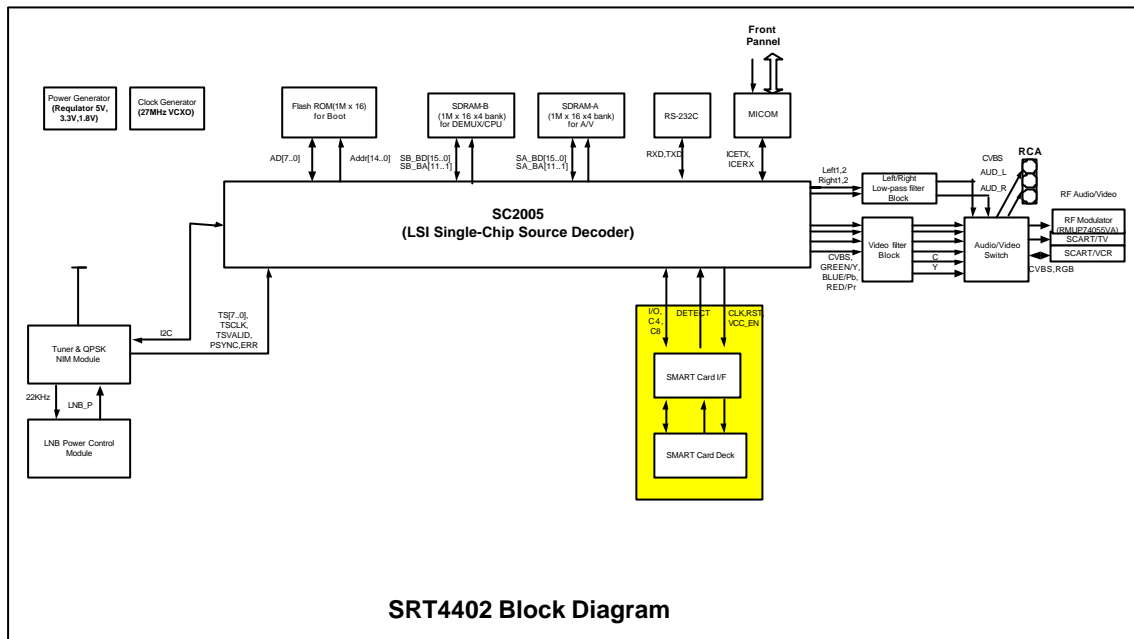 Front
Pannel
Power Generator
(Requlator 5V,
3.3V,1.8V)
Clock Generator
(27MHz VCXO)
Flash ROM(1M x 16)
for Boot
SDRAM-B
(1M x 16 x4 bank)
for DEMUX/CPU
SDRAM-A
(1M x 16 x4 bank)
for A/V
RS-232C
MICOM
AD[7..0]
Addr[14..0]
SB_BD[15..0]
SB_BA[11..1]
SA_BD[15..0]
SA_BA[11..1]
RXD,TXD
ICETX,
ICERX
Left1,2
Right1,2
Left/Right
Low-pass filter
Block
CVBS
AUD_L
AUD_R
RCA
RF Audio/Video
SC2005
(LSI Single-Chip Source Decoder)
Video filter
Block
C
Y
Audio/Video
Switch
RF Modulator
(RMUP74055VA)
SCART/TV
SCART/VCR
CVBS,RGB
CVBS,
GREEN/Y,
BLUE/Pb,
RED/Pr
I2C
TS[7..0],
TSCLK,
TSVALID,
PSYNC,ERR
I/O,
C4,
C8
DETECT
CLK,RST,
VCC_EN
Tuner & QPSK
NIM Module
22KHz
LNB_P
LNB Power Control
Module
SMART Card I/F
SMART Card Deck
SRT4402 Block Diagram